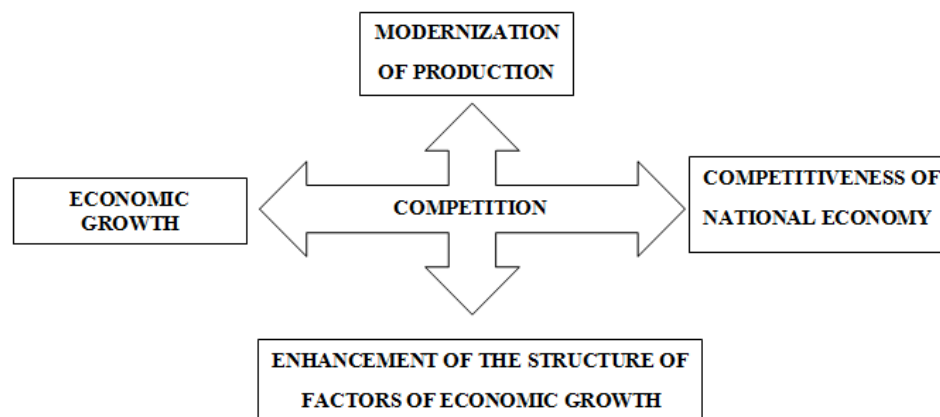 MODERNIZATION
OF PRODUCTION
ECONOMIC
GROWTH
COMPETITION
COMPETITIVENESS OF
NATIONAL ECONOMY
ENHANCEMENT OF THE STRUCTURE OF
FACTORS OF ECONOMIC GROWTH